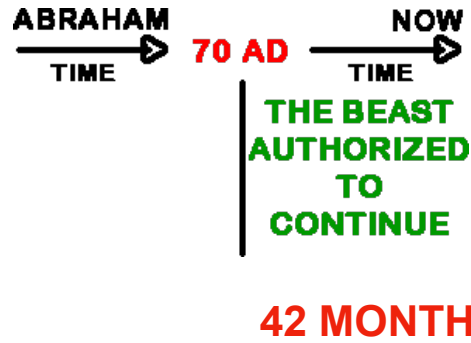 ABRAHAM NOW
70 AD
TIME TIME
THE BEAST
AUTHORIZED
TO
CONTINUE
42 MONTH